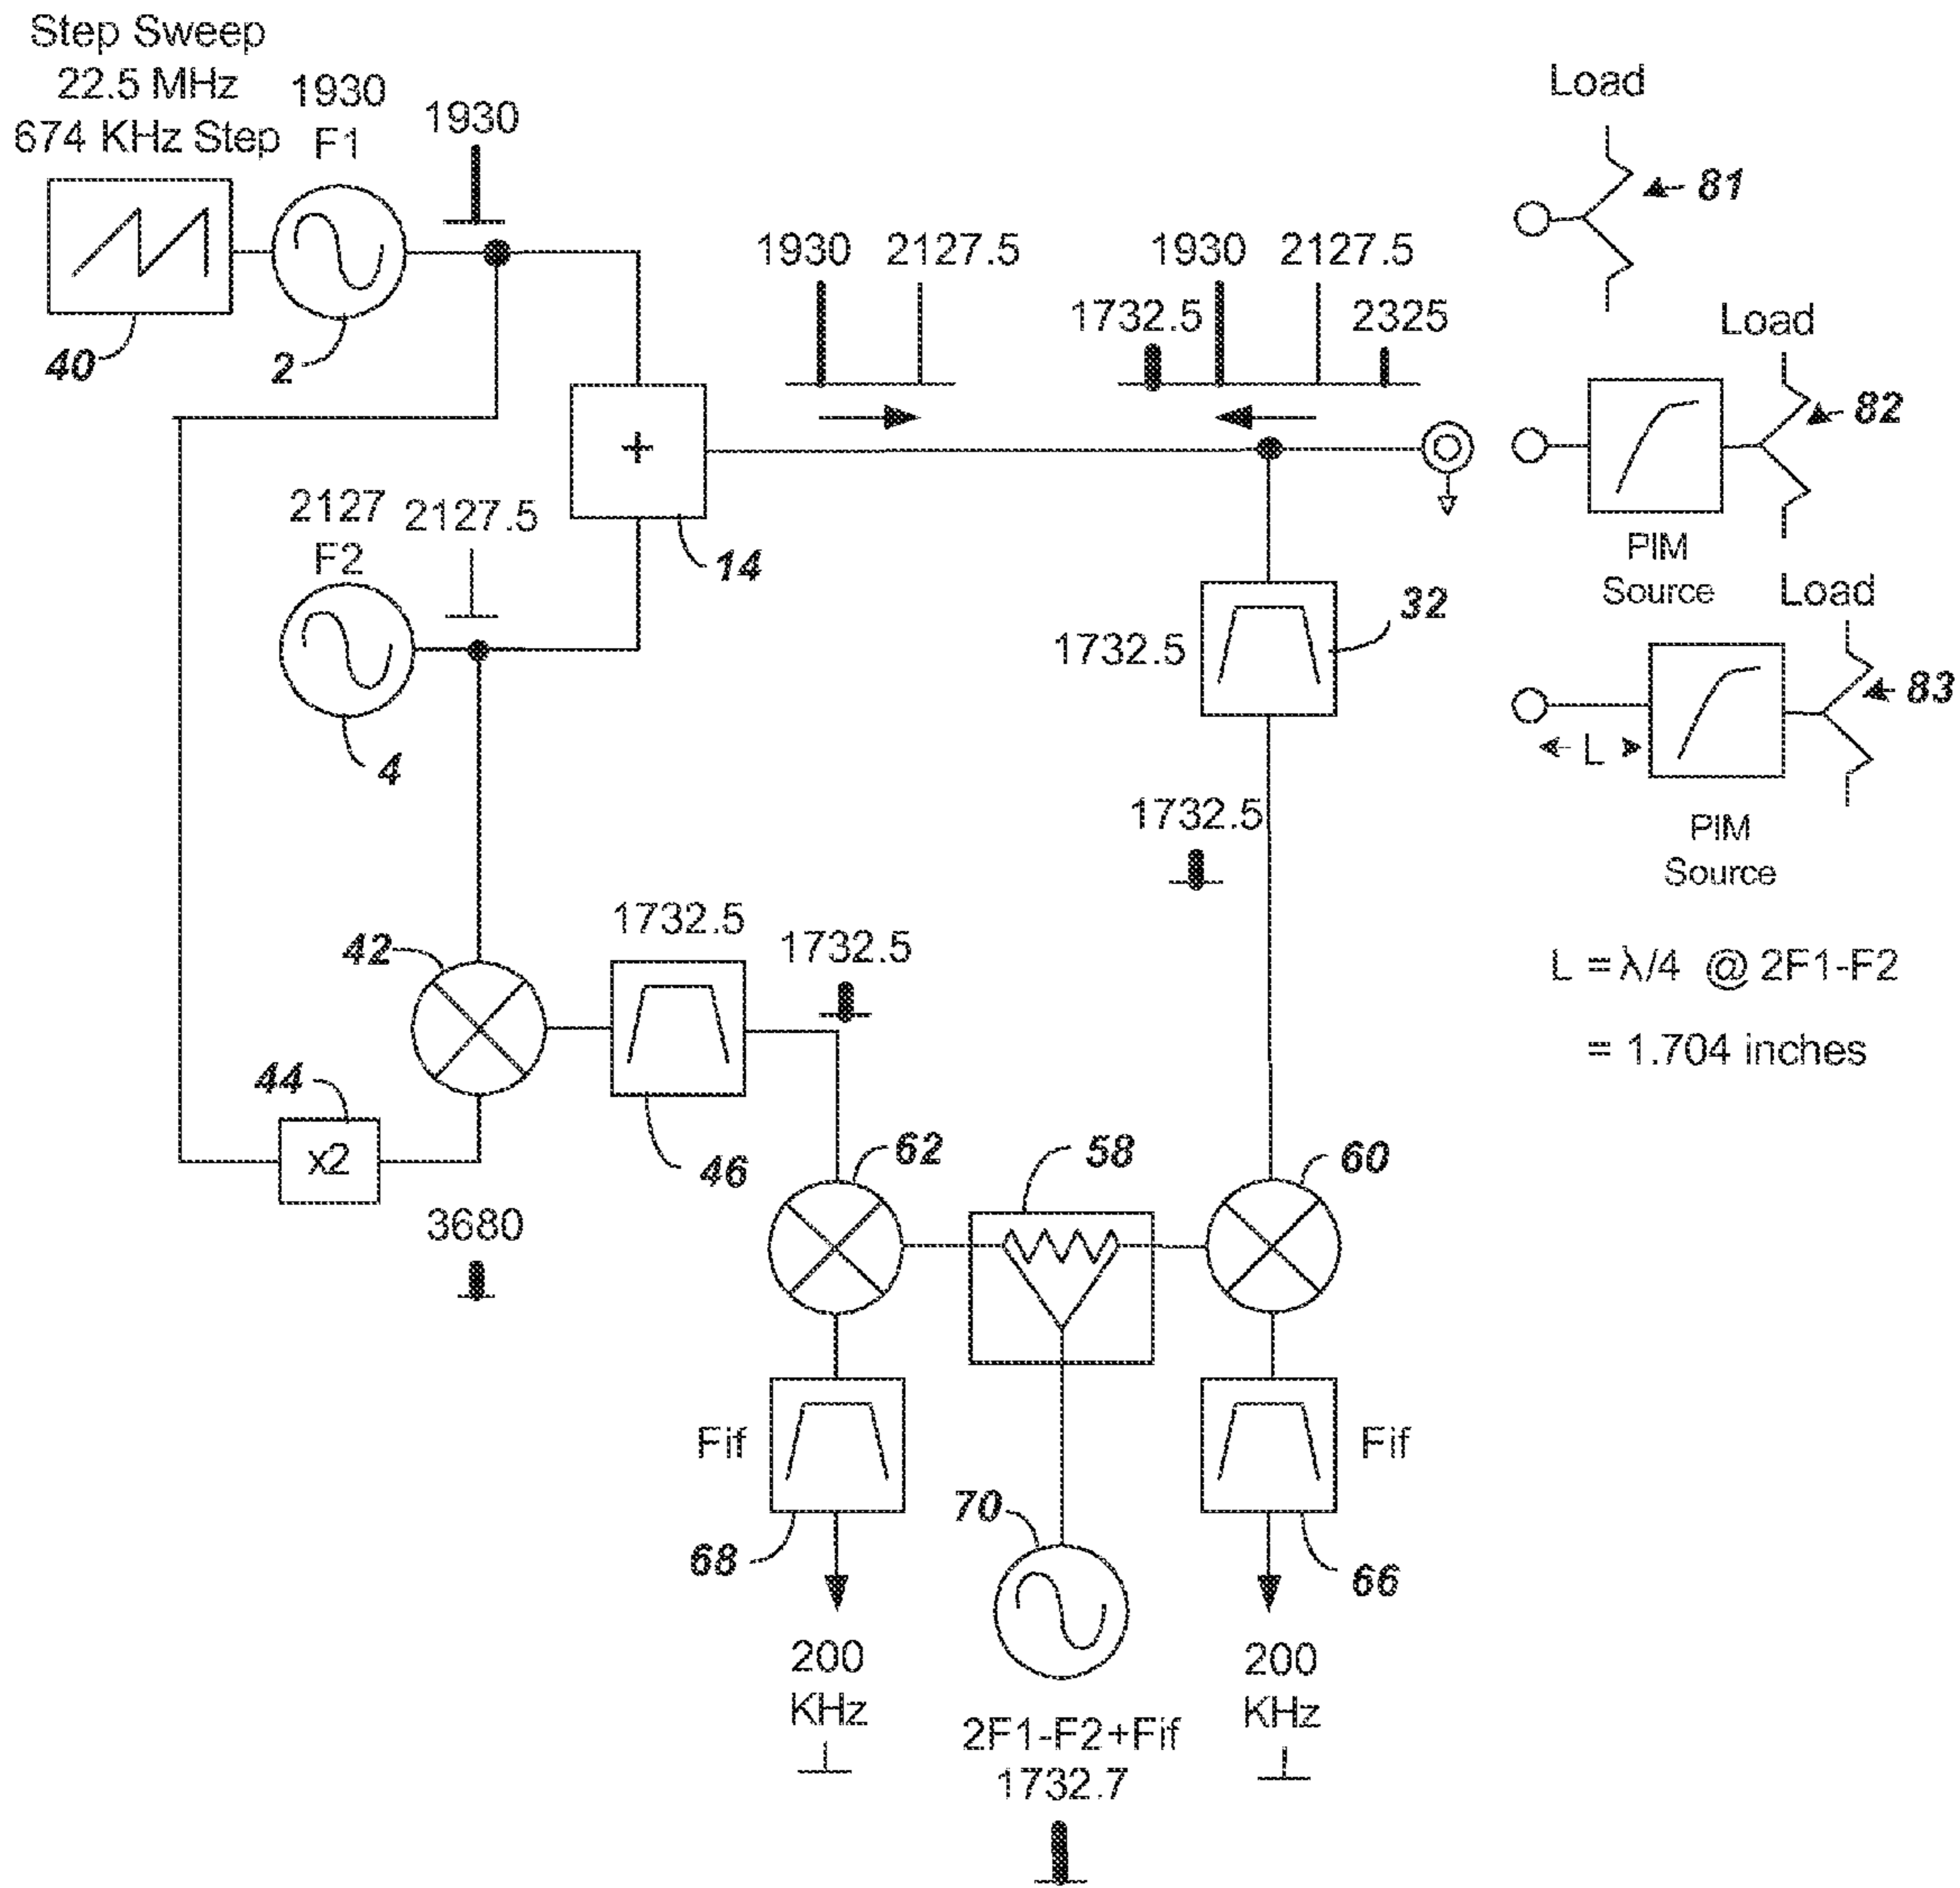 Step Sweep
22.5 MHz
674 KHz Step
1930
F1
1930
40
2
1930
2127.5
1930
2127.5
1732.5
2325
Load
81
Load
82
PIM
Source
+
14
2127
F2
2127.5
4
32
1732.5
1732.5
Load
83
L
PIM
Source
L = λ/4 @ 2F1-F2
= 1.704 inches
42
1732.5
1732.5
44
x2
46
3680
62
58
60
Fif
Fif
68
70
66
200
KHz
2F1-F2+Fif
1732.7
200
KHz